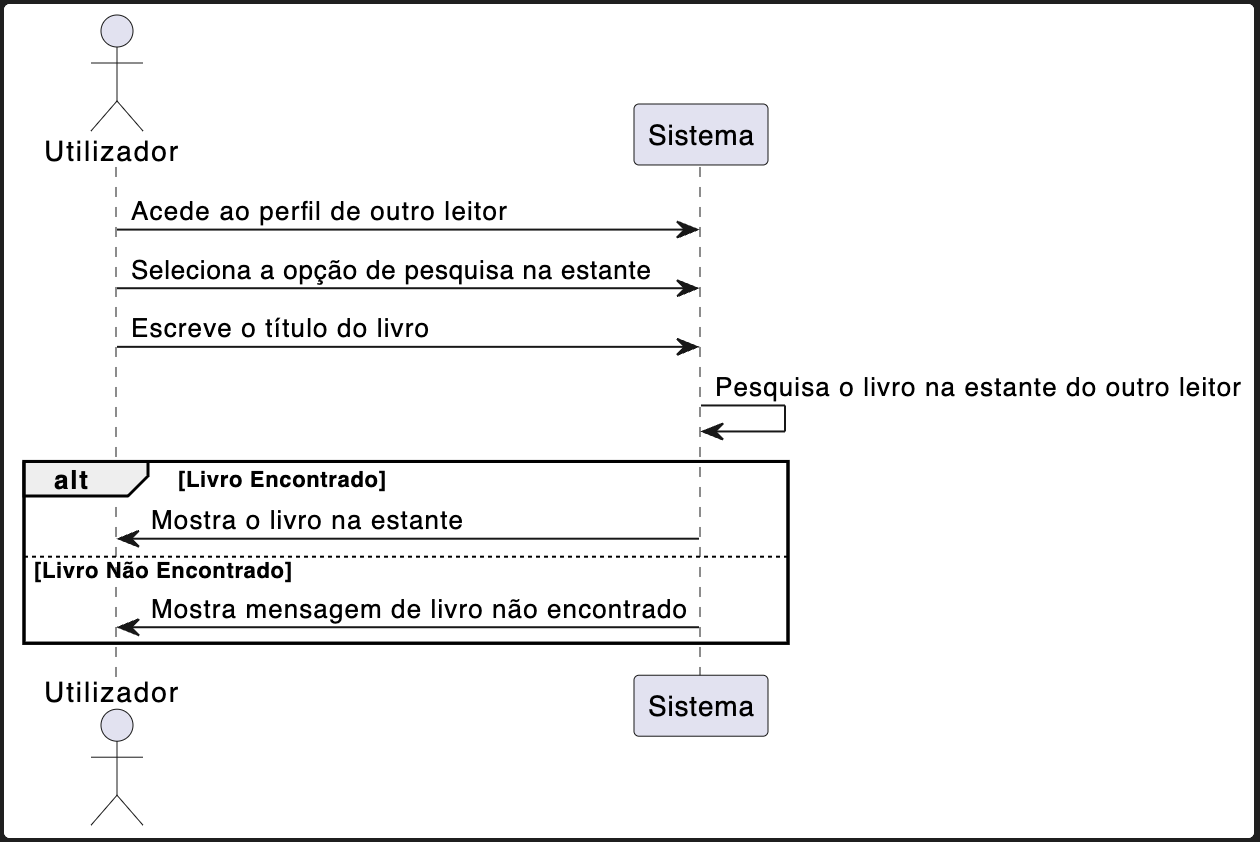 Utilizador
Sistema
Acede ao perfil de outro leitor
Seleciona a opção de pesquisa na estante
Escreve o título do livro
Pesquisa o livro na estante do outro leitor
alt [Livro Encontrado]
Mostra o livro na estante
[Livro Não Encontrado]
Mostra mensagem de livro não encontrado
Utilizador
Sistema